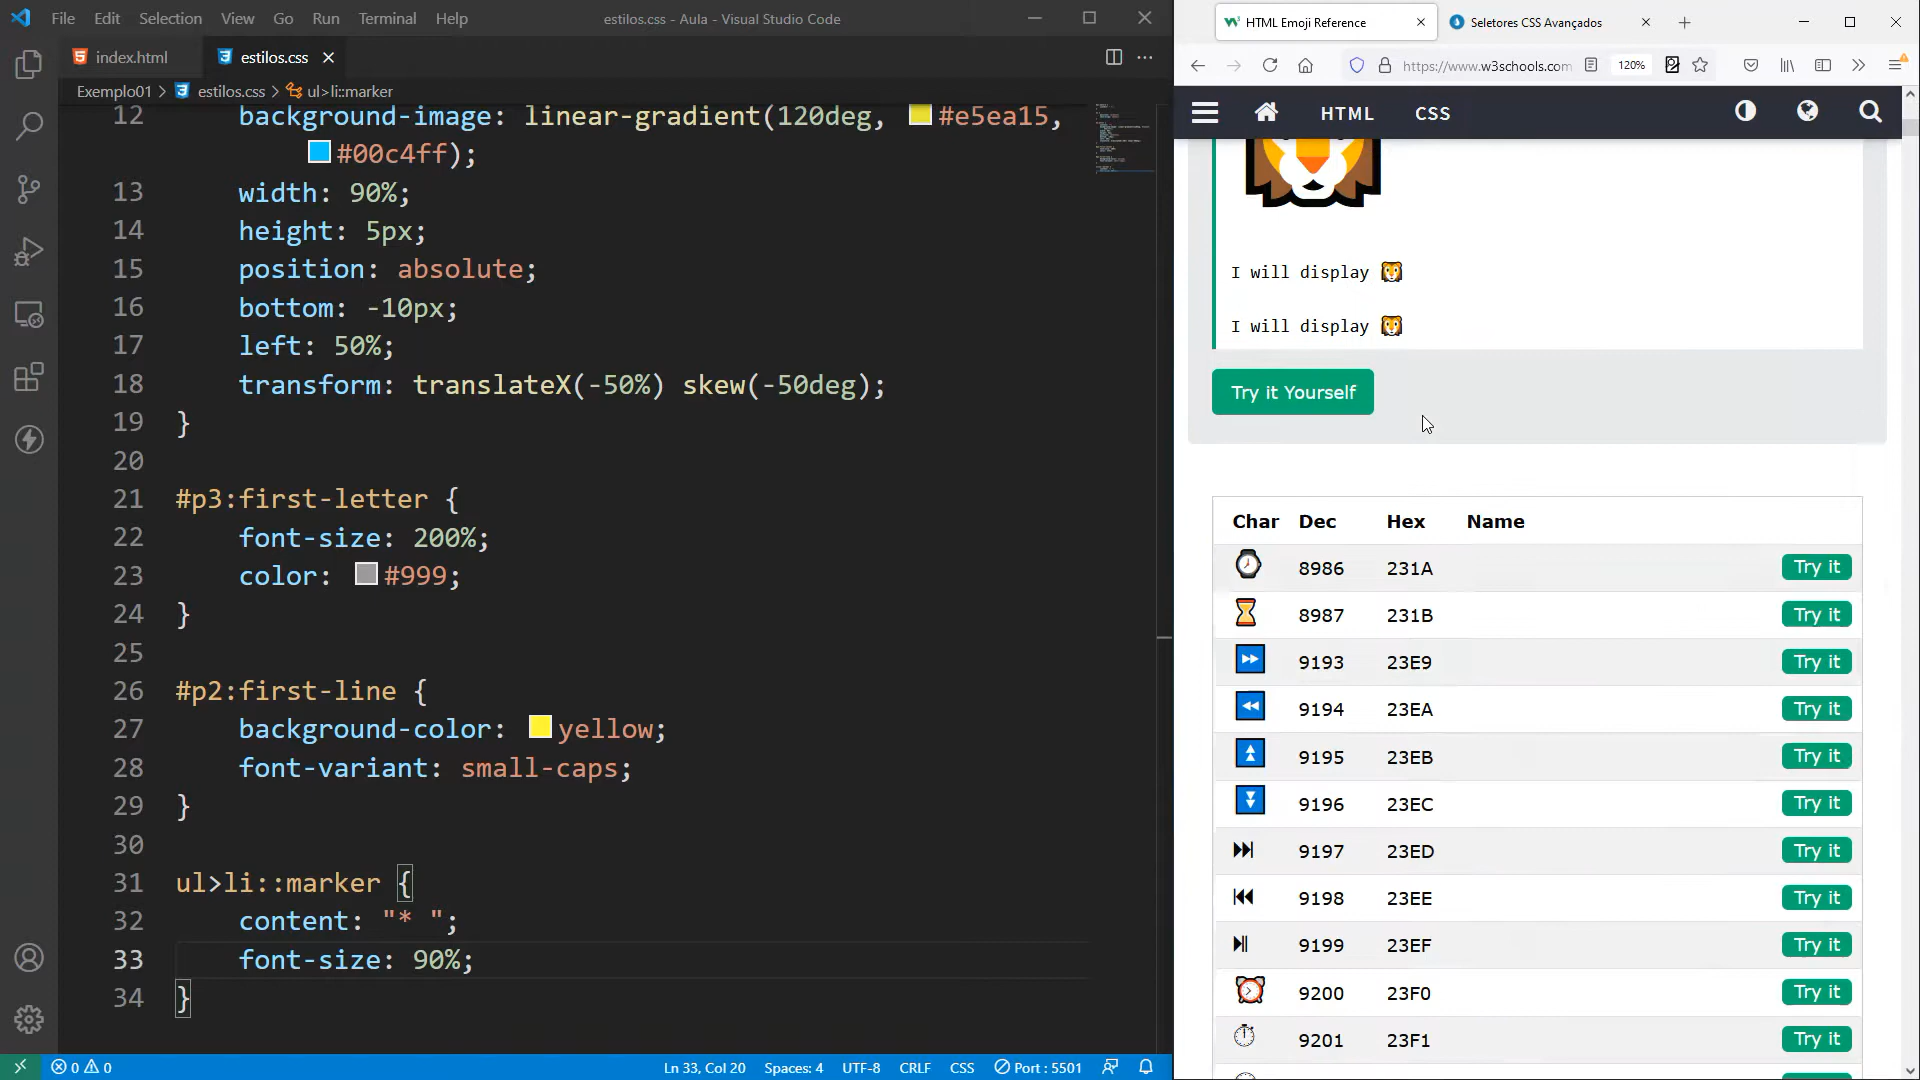 File Edit Selection View Go Run Terminal Help
estilos.css - Aula - Visual Studio Code
index.html
estilos.css
Exemplo01 > estilos.css > ul>li::marker
12 background-image: linear-gradient(120deg, #e5ea15,
#00c4ff);
13 width: 90%;
14 height: 5px;
15 position: absolute;
16 bottom: -10px;
17 left: 50%;
18 transform: translateX(-50%) skew(-50deg);
19 }
20
21 #p3:first-letter {
22 font-size: 200%;
23 color: #999;
24 }
25
26 #p2:first-line {
27 background-color: yellow;
28 font-variant: small-caps;
29 }
30
31 ul>li::marker {
32 content: "* ";
33 font-size: 90%;
34 }
0 0
Ln 33, Col 20 Spaces: 4 UTF-8 CRLF CSS Port : 5501
HTML Emoji Reference
Seletores CSS Avançados
https://www.w3schools.com
120%
HTML CSS
I will display 🦁
I will display 🦁
Try it Yourself
Char Dec Hex Name
⌚ 8986 231A Try it
⌛ 8987 231B Try it
⏩ 9193 23E9 Try it
⏪ 9194 23EA Try it
⏫ 9195 23EB Try it
⏬ 9196 23EC Try it
⏭ 9197 23ED Try it
⏮ 9198 23EE Try it
⏯ 9199 23EF Try it
⏰ 9200 23F0 Try it
⏱ 9201 23F1 Try it